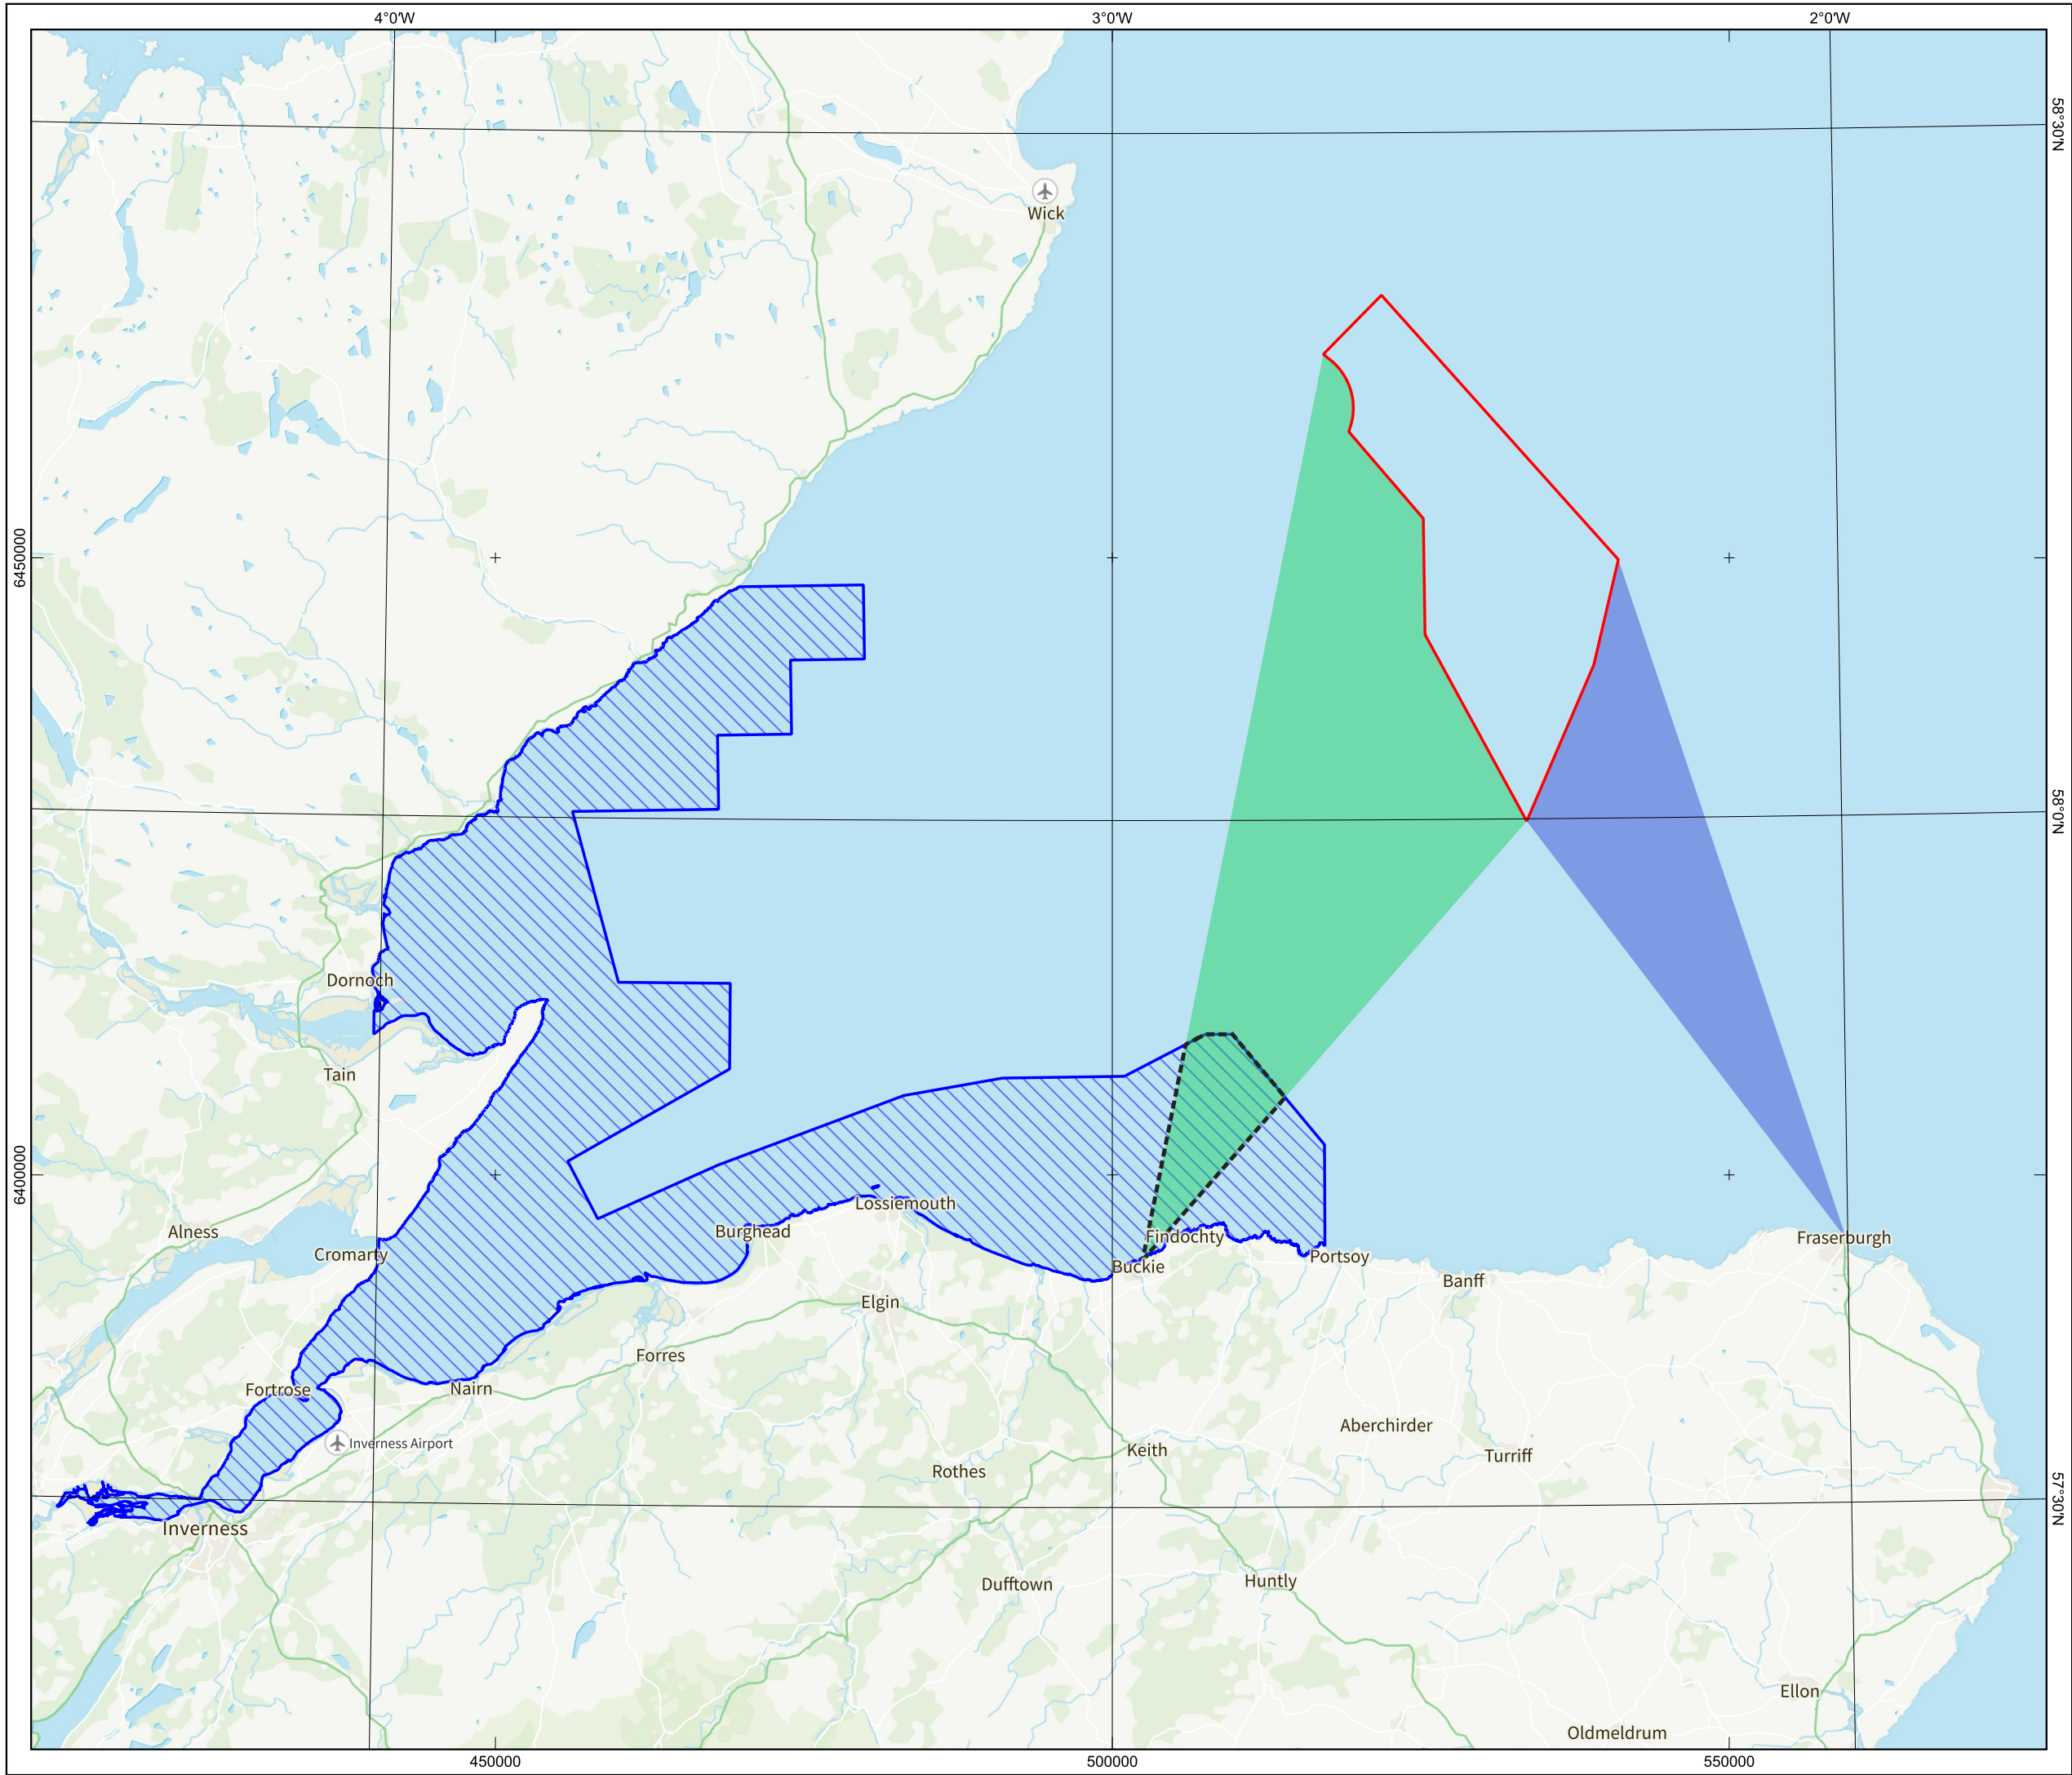 4°0'W
3°0'W
2°0'W
58°30'N
Wick
6450000
58°0'N
Dornoch
Tain
6400000
Lossiemouth
Alness
Burghead
Findochty
Fraserburgh
Cromarty
Portsoy
Buckie
Banff
Elgin
Forres
Fortrose
Nairn
Aberchirder
Inverness Airport
Keith
Turriff
Rothes
57°30'N
Inverness
Huntly
Dufftown
Ellon
Oldmeldrum
450000
500000
550000